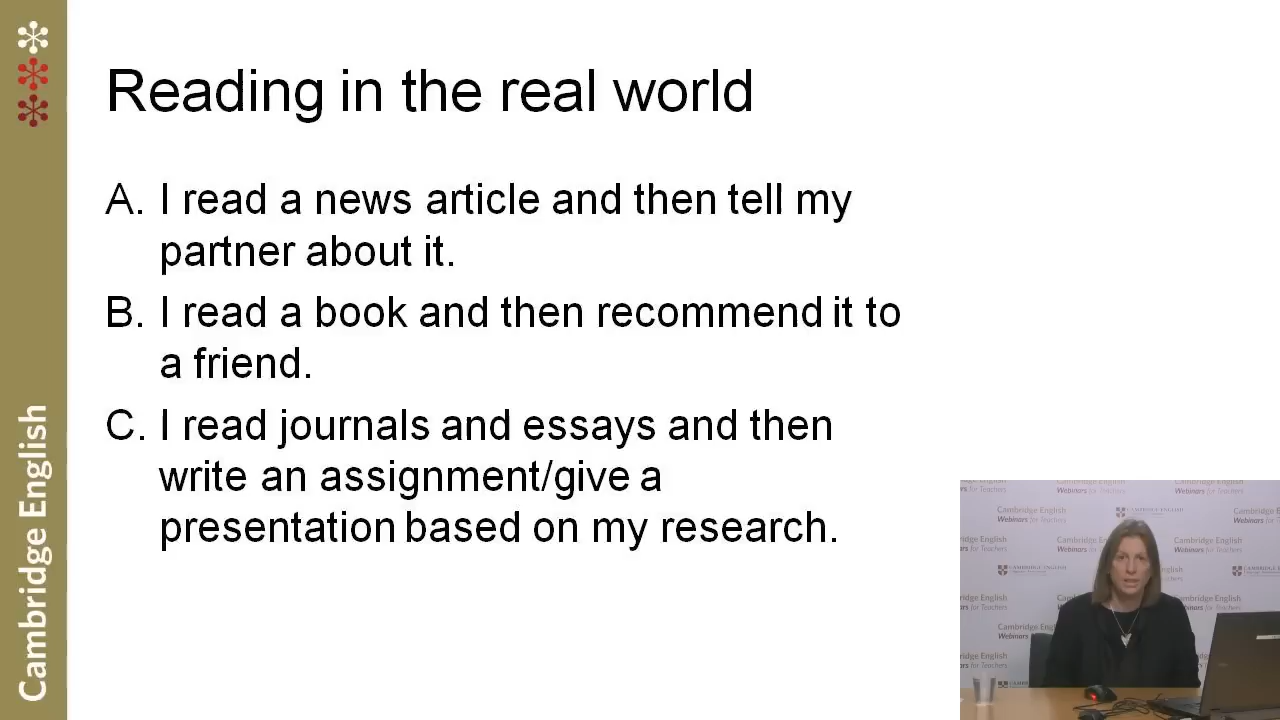 Reading in the real world
A. I read a news article and then tell my
partner about it.
B. I read a book and then recommend it to
a friend.
C. I read journals and essays and then
write an assignment/give a
presentation based on my research.
Cambridge English
Cambridge English
Webinars for Teachers
CAMBRIDGE ENGLISH